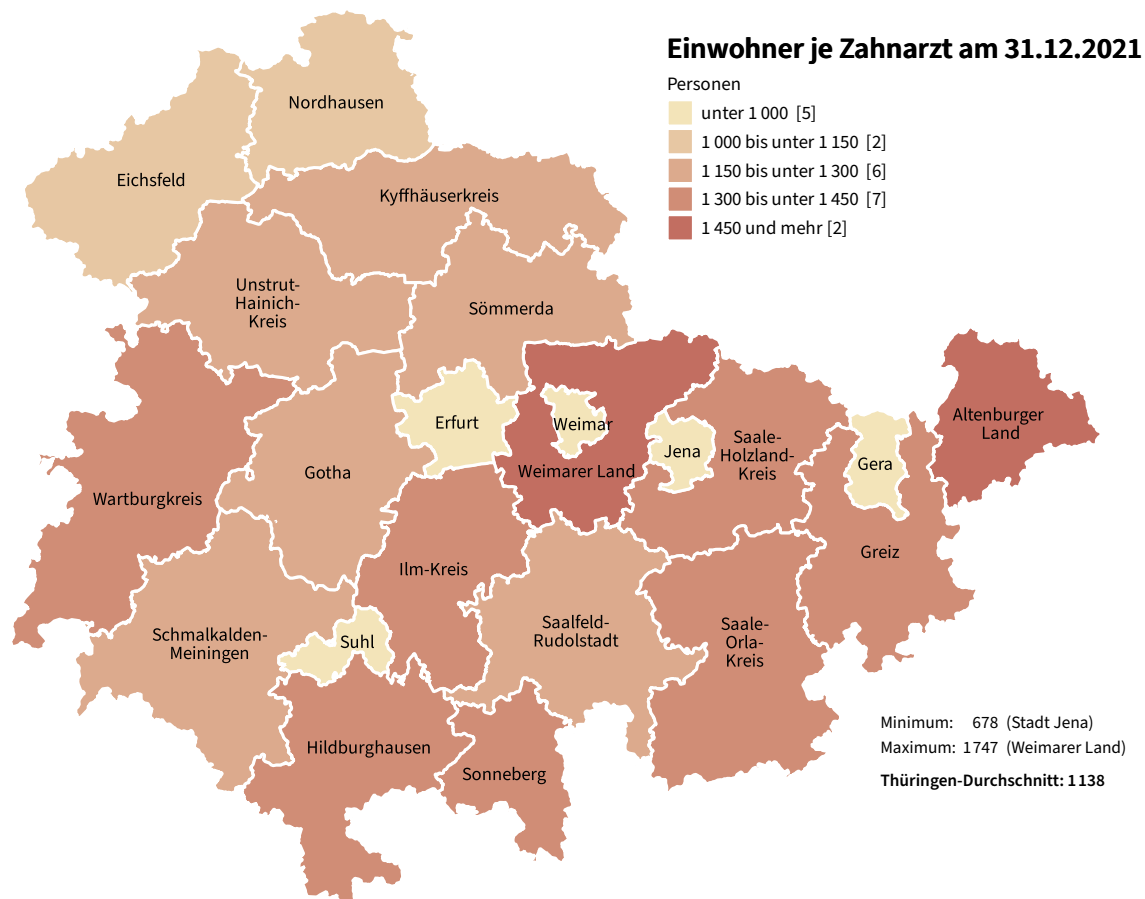 Einwohner je Zahnarzt am 31.12.2021
Personen
unter 1 000 [5]
1 000 bis unter 1 150 [2]
1 150 bis unter 1 300 [6]
1 300 bis unter 1 450 [7]
1 450 und mehr [2]
Nordhausen
Eichsfeld
Kyffhäuserkreis
Unstrut-
Hainich-
Kreis
Sömmerda
Erfurt
Weimar
Weimarer Land
Jena
Saale-
Holzland-
Kreis
Gera
Altenburger
Land
Gotha
Wartburgkreis
Ilm-Kreis
Greiz
Schmalkalden-
Meiningen
Suhl
Saalfeld-
Rudolstadt
Saale-
Orla-
Kreis
Hildburghausen
Sonneberg
Minimum: 678 (Stadt Jena)
Maximum: 1747 (Weimarer Land)
Thüringen-Durchschnitt: 1138